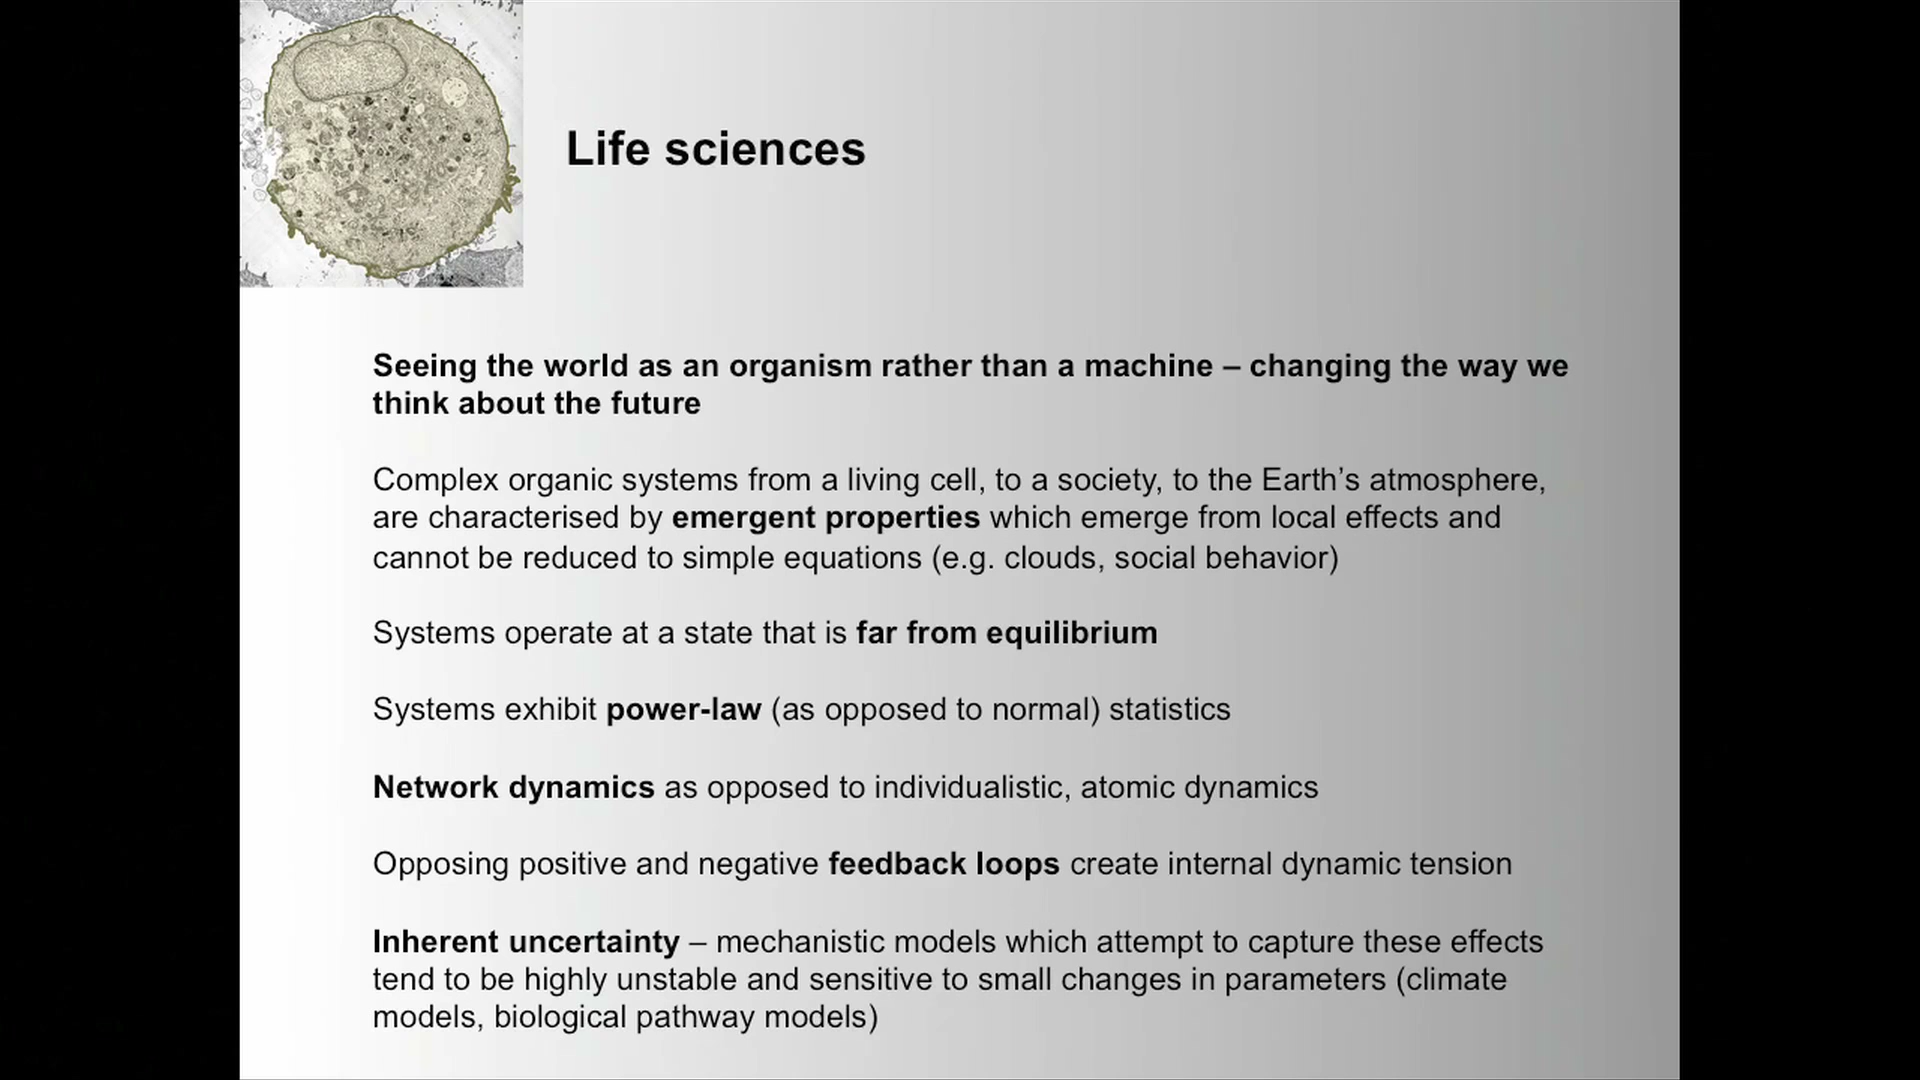 Life sciences
Seeing the world as an organism rather than a machine – changing the way we
think about the future
Complex organic systems from a living cell, to a society, to the Earth’s atmosphere,
are characterised by emergent properties which emerge from local effects and
cannot be reduced to simple equations (e.g. clouds, social behavior)
Systems operate at a state that is far from equilibrium
Systems exhibit power-law (as opposed to normal) statistics
Network dynamics as opposed to individualistic, atomic dynamics
Opposing positive and negative feedback loops create internal dynamic tension
Inherent uncertainty – mechanistic models which attempt to capture these effects
tend to be highly unstable and sensitive to small changes in parameters (climate
models, biological pathway models)